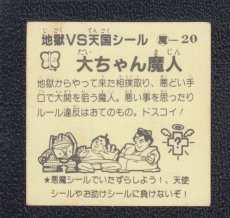 地獄VS天国シール 魔-20
大ちゃん魔人
地獄からやって来た相撲取り、悪どい手
口で大関を狙う魔人。悪い事を思ったり
ルール違反はおてのもの。ドスコイ!
★悪魔シールでいたずらしよう!、天使
シールやお助けシールに負けないぞ!